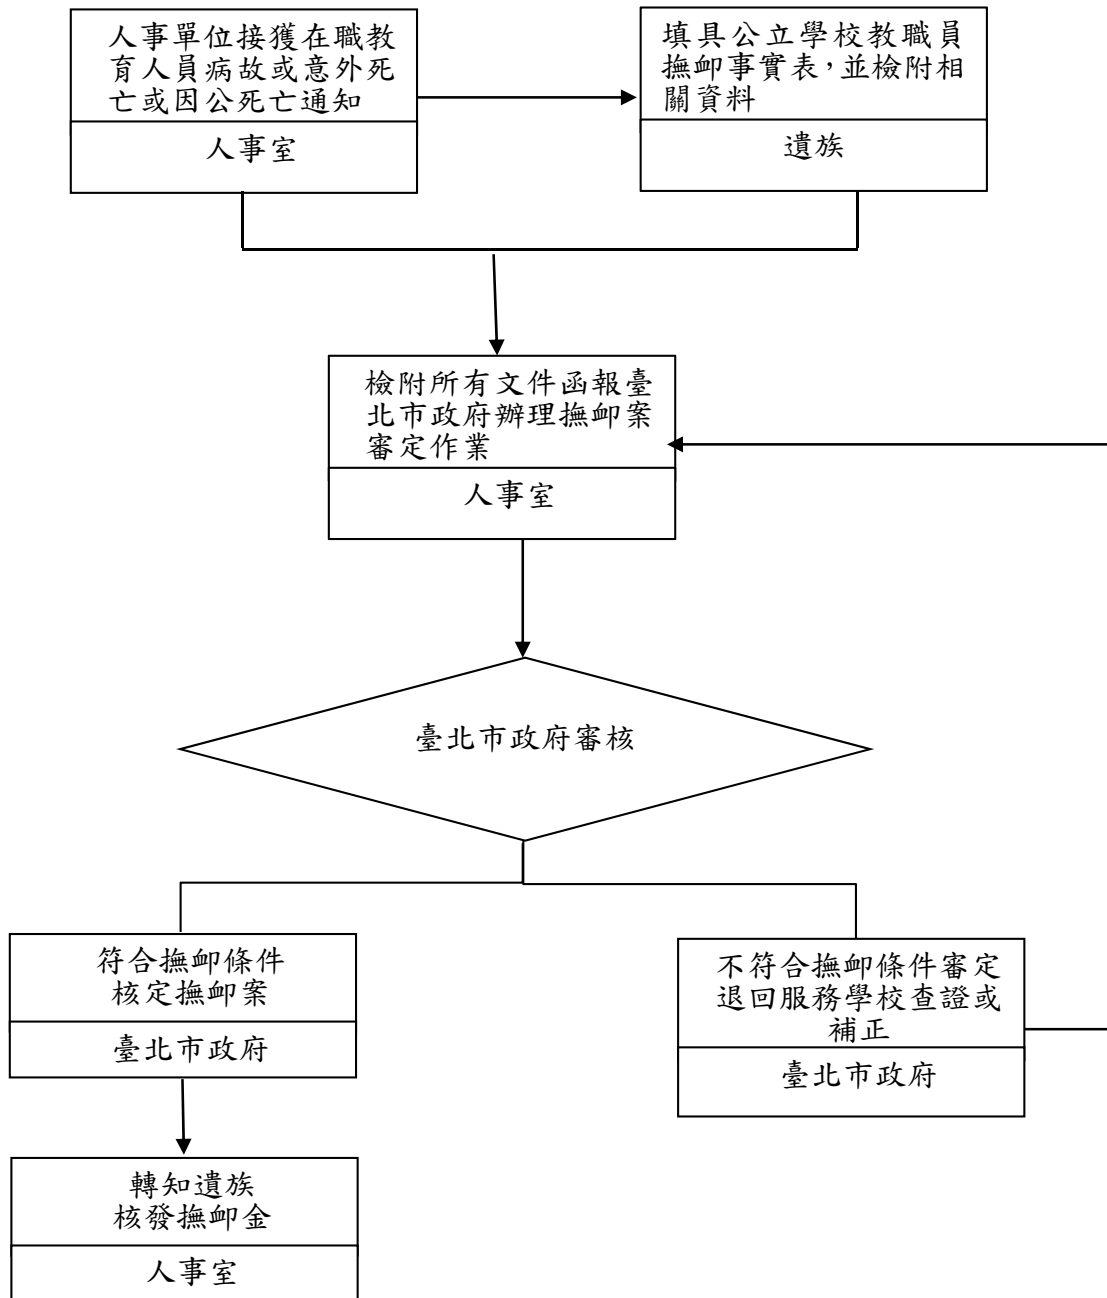 人事單位接獲在職教
育人員病故或意外死
亡或因公死亡通知
人事室
填具公立學校教職員
撫卹事實表，並檢附相
關資料
遺族
檢附所有文件函報臺
北市政府辦理撫卹案
審定作業
人事室
臺北市政府審核
符合撫卹條件
核定撫卹案
臺北市政府
不符合撫卹條件審定
退回服務學校查證或
補正
臺北市政府
轉知遺族
核發撫卹金
人事室